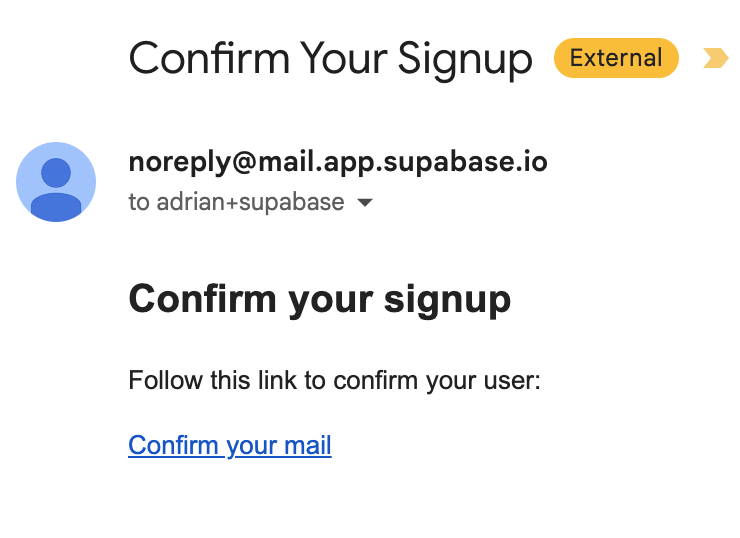 Confirm Your Signup External
noreply@mail.app.supabase.io
to adrian+supabase
Confirm your signup
Follow this link to confirm your user:
Confirm your mail